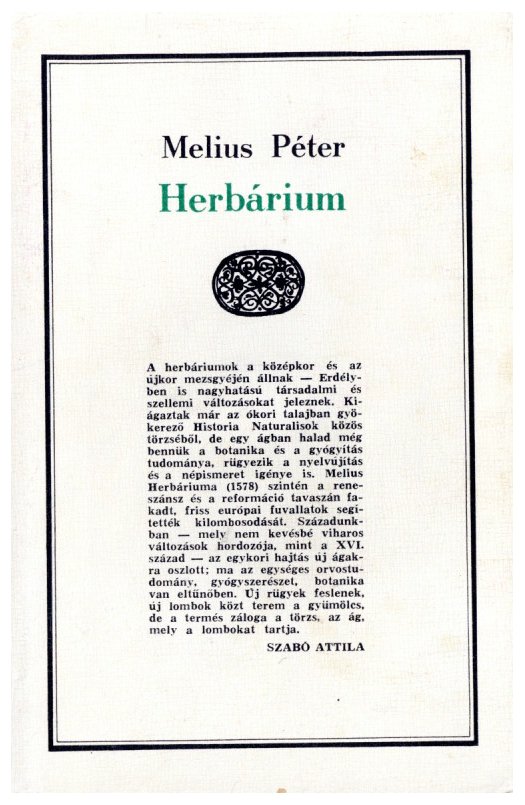 Melius Péter
Herbárium
A herbáriumok a középkor és az
újkor mezsgyéjén állnak — Erdély-
ben is nagyhatású társadalmi és
szellemi változásokat jeleznek. Ki-
ágaztak már az ókori talajban gyö-
kerező Historia Naturalisok közös
törzséből, de egy ágban halad még
bennük a botanika és a gyógyítás
tudománya, rügyezik a nyelvújítás
és a népismeret igénye is. Melius
Herbáriuma (1578) szintén a rene-
szánsz és a reformáció tavaszán fa-
kadt, friss európai fuvallatok segí-
tették kilombosodását. Századunk-
ban — mely nem kevésbé viharos
változások hordozója, mint a XVI.
század — az egykori hajtás új ágak-
ra oszlott; ma az egységes orvostu-
domány, gyógyszerészet, botanika
van eltűnőben. Új rügyek feslenek,
új lombok közt terem a gyümölcs,
de a termés záloga a törzs, az ág,
mely a lombokat tartja.
SZABÓ ATTILA